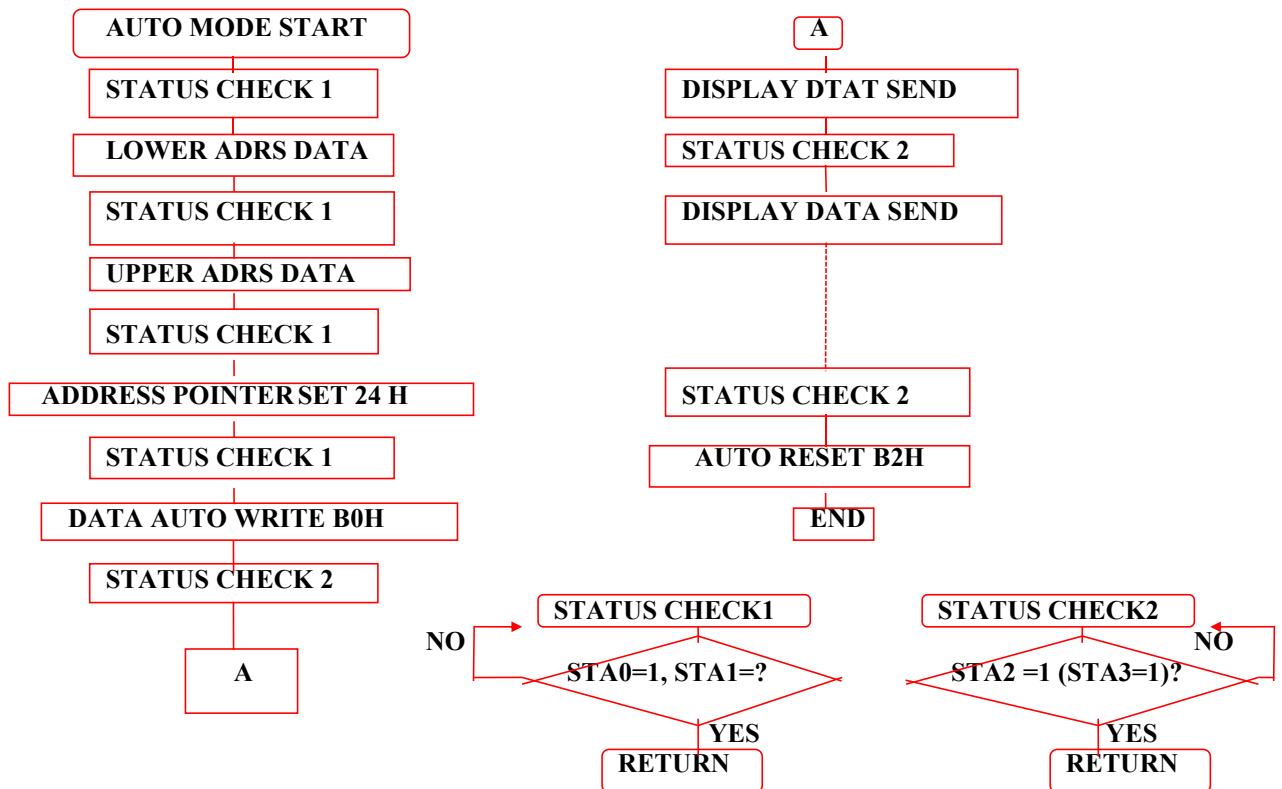 AUTO MODE START
STATUS CHECK 1
LOWER ADRS DATA
STATUS CHECK 1
UPPER ADRS DATA
STATUS CHECK 1
ADDRESS POINTER SET 24 H
STATUS CHECK 1
DATA AUTO WRITE B0H
STATUS CHECK 2
A
A
DISPLAY DTAT SEND
STATUS CHECK 2
DISPLAY DATA SEND
STATUS CHECK 2
AUTO RESET B2H
END
STATUS CHECK1
NO
STA0=1, STA1=?
YES
RETURN
STATUS CHECK2
NO
STA2 =1 (STA3=1)?
YES
RETURN